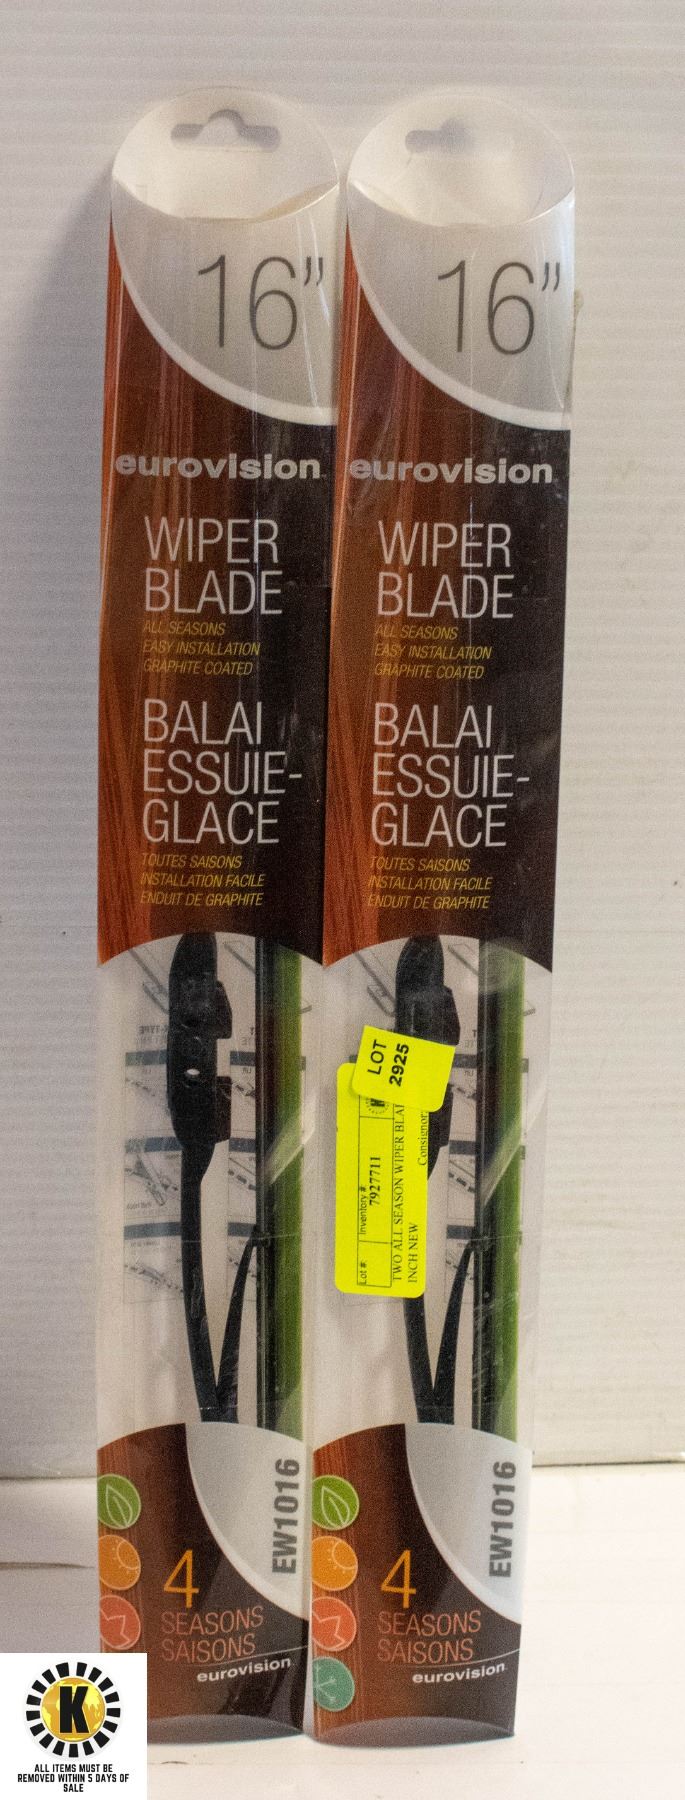 16"
eurovision
WIPER
BLADE
ALL SEASONS
EASY INSTALLATION
GRAPHITE COATED
BALAI
ESSUIE-
GLACE
TOUTES SAISONS
INSTALLATION FACILE
ENDUIT DE GRAPHITE
EW1016
4
SEASONS
SAISONS
eurovision
16"
eurovision
WIPER
BLADE
ALL SEASONS
EASY INSTALLATION
GRAPHITE COATED
BALAI
ESSUIE-
GLACE
TOUTES SAISONS
INSTALLATION FACILE
ENDUIT DE GRAPHITE
LOT
2925
Lot #:
Inventory #:
7927711
TWO ALL SEASON WIPER BLA
INCH NEW
Consignor:
EW1016
4
SEASONS
SAISONS
eurovision
K
ALL ITEMS MUST BE
REMOVED WITHIN 5 DAYS OF
SALE